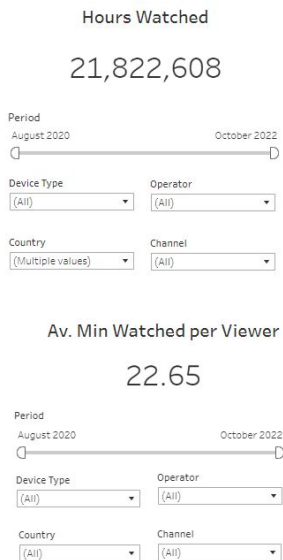 Hours Watched
21,822,608
Period
August 2020 October 2022
Device Type Operator
(All) (All)
Country Channel
(Multiple values) (All)
Av. Min Watched per Viewer
22.65
Period
August 2020 October 2022
Device Type Operator
(All) (All)
Country Channel
(All) (All)